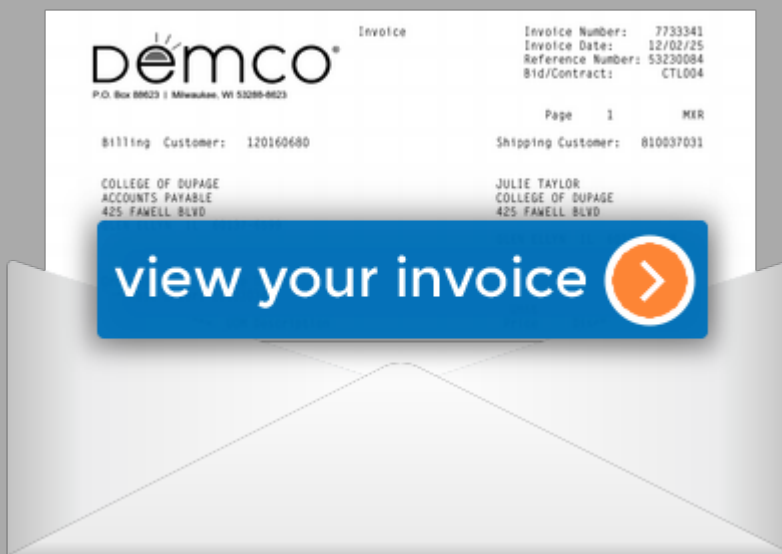 Invoice
Invoice Number: 7733341
Invoice Date: 12/02/25
Reference Number: 53230084
Bid/Contract: CTL004
Dēmco®
P.O. Box 88623 | Milwaukee, WI 53288-8623
Page 1 MXR
Billing Customer: 120160680
Shipping Customer: 810037031
COLLEGE OF DUPAGE
ACCOUNTS PAYABLE
425 FAWELL BLVD
JULIE TAYLOR
COLLEGE OF DUPAGE
425 FAWELL BLVD
view your invoice